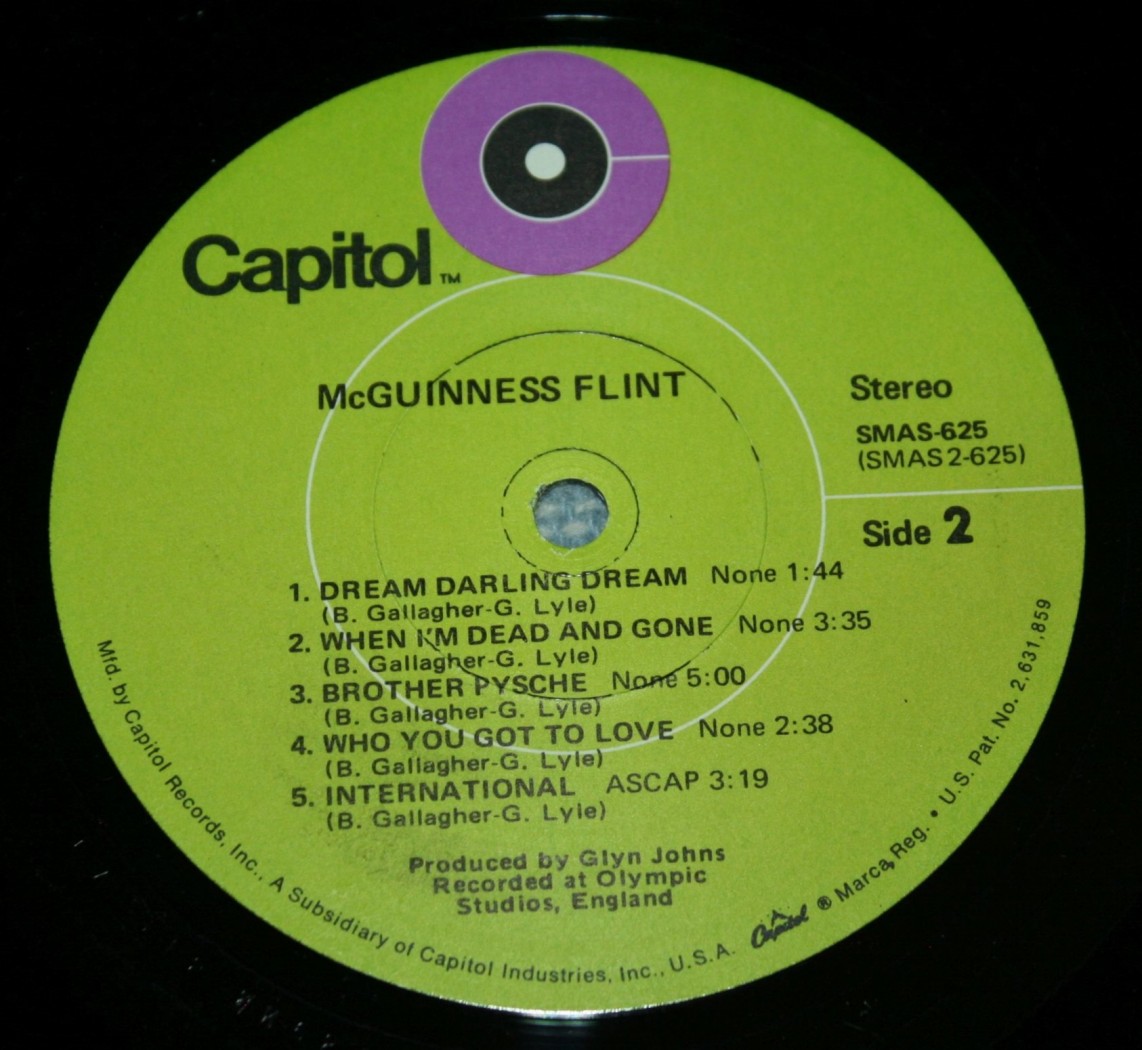 Capitol™
McGUINNESS FLINT
Stereo
SMAS-625
(SMAS 2-625)
Side 2
1. DREAM DARLING DREAM None 1:44
(B. Gallagher-G. Lyle)
2. WHEN I'M DEAD AND GONE None 3:35
(B. Gallagher-G. Lyle)
3. BROTHER PYSCHE None 5:00
(B. Gallagher-G. Lyle)
4. WHO YOU GOT TO LOVE None 2:38
(B. Gallagher-G. Lyle)
5. INTERNATIONAL ASCAP 3:19
(B. Gallagher-G. Lyle)
Produced by Glyn Johns
Recorded at Olympic
Studios, England
Mfd. by Capitol Records, Inc., A Subsidiary of Capitol Industries, Inc., U.S.A. Capitol ® Marca Reg. • U.S. Pat. No. 2,631,859